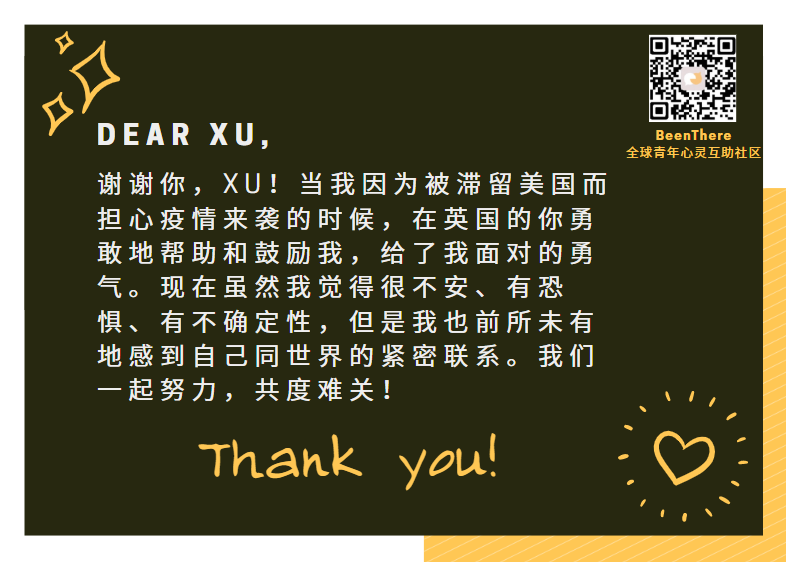 BeenThere
全球青年心灵互助社区
DEAR XU,
谢谢你，XU！当我因为被滞留美国而
担心疫情来袭的时候，在英国的你勇
敢地帮助和鼓励我，给了我面对的勇
气。现在虽然我觉得很不安、有恐
惧、有不确定性，但是我也前所未有
地感到自己同世界的紧密联系。我们
一起努力，共度难关！
Thank you!